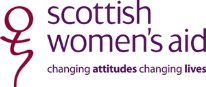 scottish
women's aid
changing attitudes changing lives